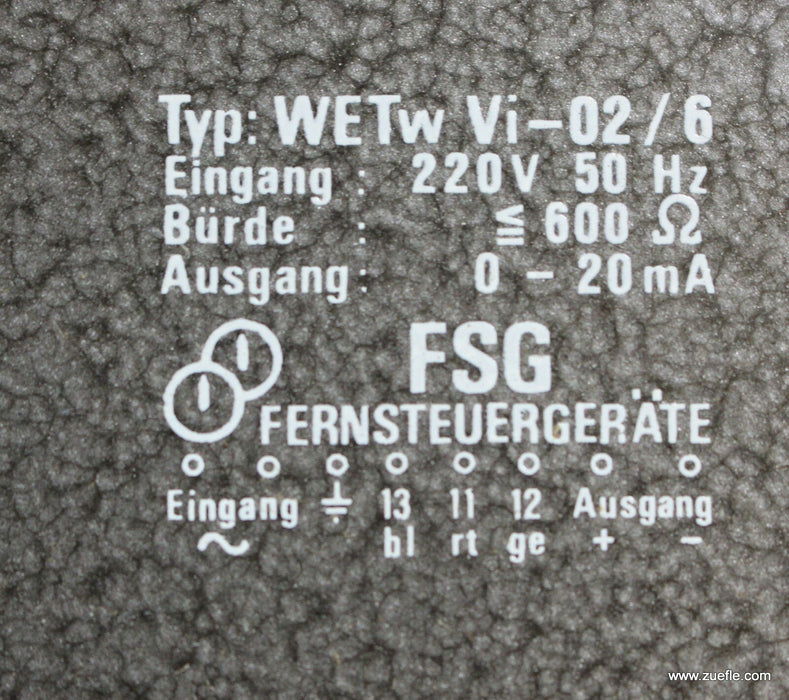 Typ: WETw Vi-02/6
Eingang : 220V 50 Hz
Bürde : ≦ 600 Ω
Ausgang: 0 - 20 mA
FSG
FERNSTEUERGERÄTE
Eingang ⏚ 13 11 12 Ausgang
~ bl rt ge + -
www.zuefle.com